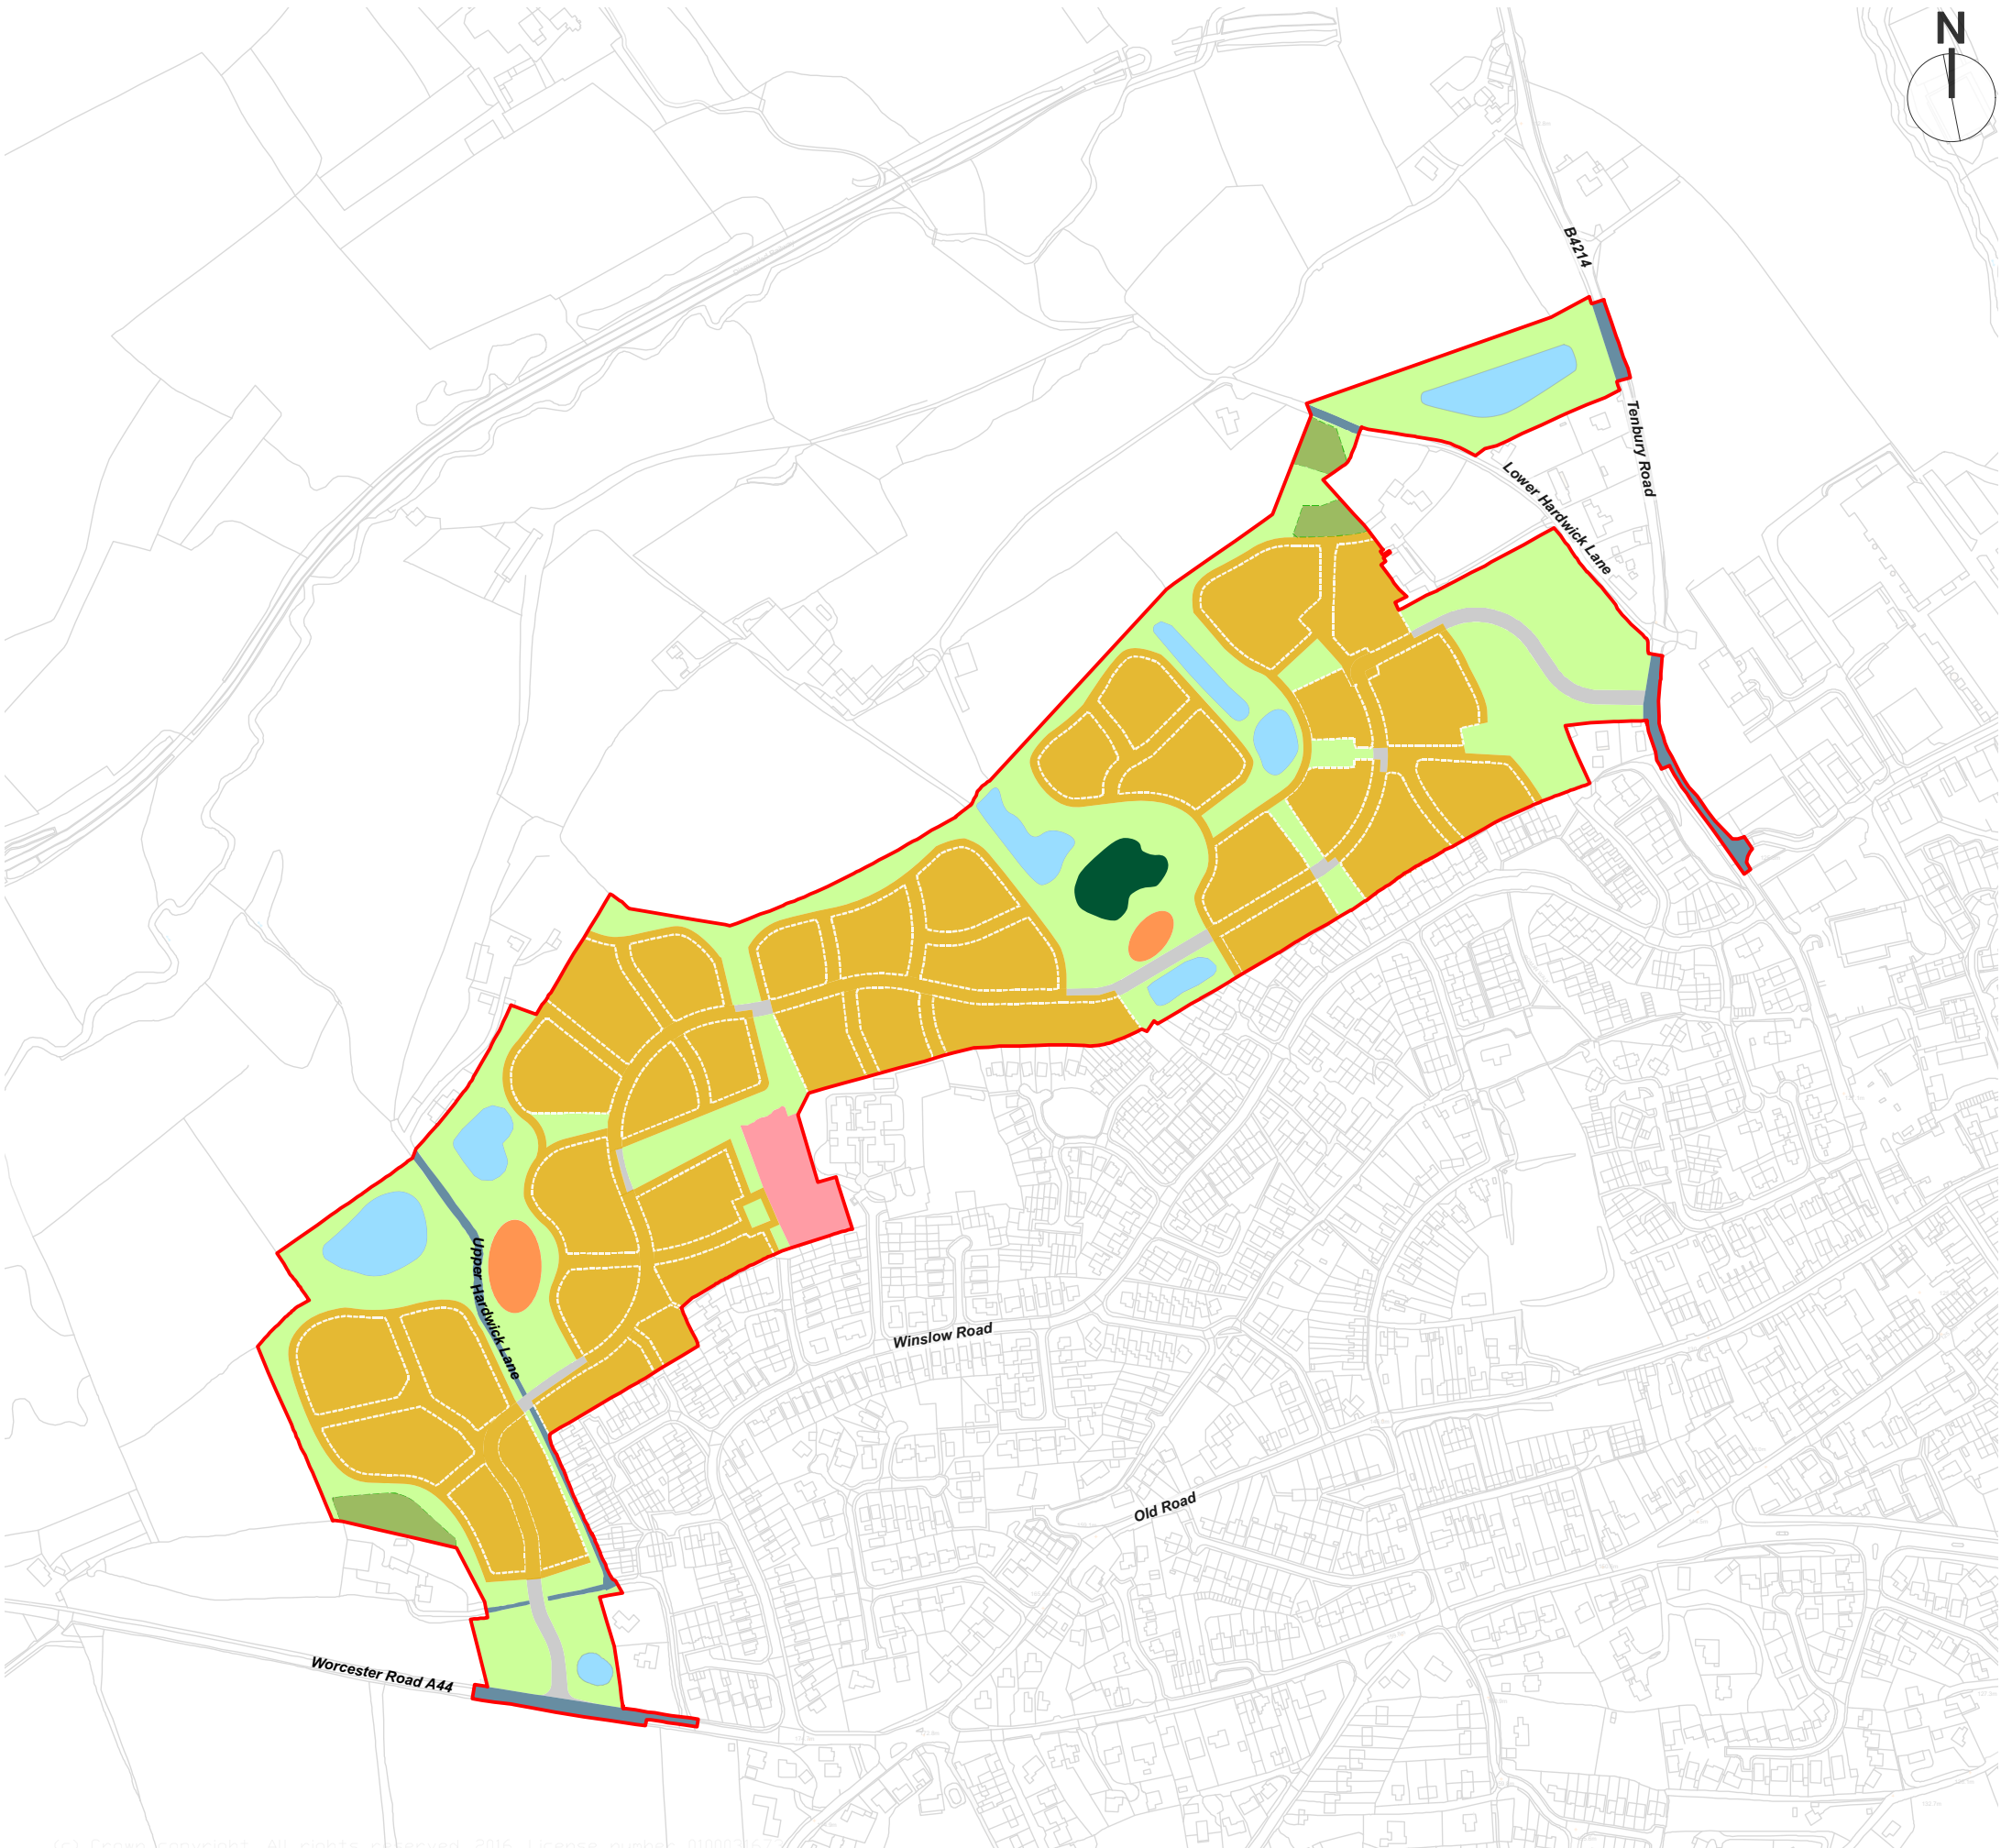 N
B4214
Tenbury Road
Lower Hardwick Lane
Upper Hardwick Lane
Winslow Road
Old Road
Worcester Road A44